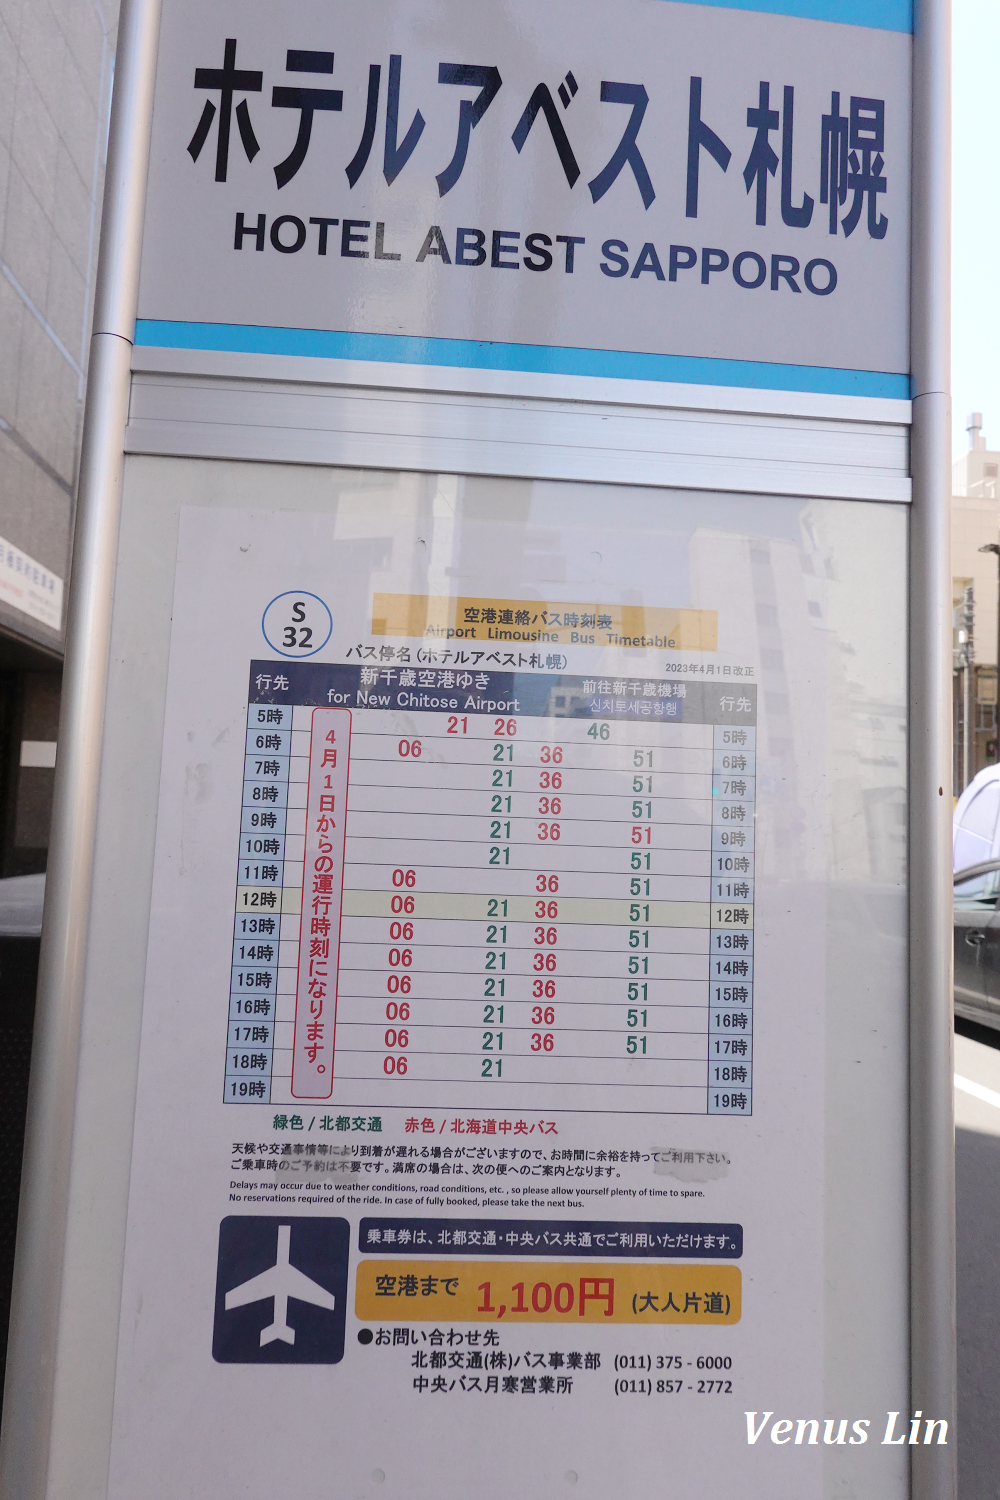 ホテルアベスト札幌
HOTEL ABEST SAPPORO
S
32
空港連絡バス時刻表
Airport Limousine Bus Timetable
バス停名 (ホテルアベスト札幌)
2023年4月1日改正
行先 新千歳空港ゆき 前往新千歳機場 行先
for New Chitose Airport 신치토세공항행
4月1日からの運行時刻になります。
5時 21 26 46 5時
6時 06 21 36 51 6時
7時 21 36 51 7時
8時 21 36 51 8時
9時 21 36 51 9時
10時 21 51 10時
11時 06 36 51 11時
12時 06 21 36 51 12時
13時 06 21 36 51 13時
14時 06 21 36 51 14時
15時 06 21 36 51 15時
16時 06 21 36 51 16時
17時 06 21 36 51 17時
18時 06 21 18時
19時 19時
緑色 / 北都交通 赤色 / 北海道中央バス
天候や交通事情等により到着が遅れる場合がございますので、お時間に余裕を持ってご利用下さい。
ご乗車時のご予約は不要です。満席の場合は、次の便へのご案内となります。
Delays may occur due to weather conditions, road conditions, etc. , so please allow yourself plenty of time to spare.
No reservations required of the ride. In case of fully booked, please take the next bus.
乗車券は、北都交通・中央バス共通でご利用いただけます。
空港まで 1,100円 (大人片道)
●お問い合わせ先
北都交通(株)バス事業部 (011) 375 - 6000
中央バス月寒営業所 (011) 857 - 2772
Venus Lin